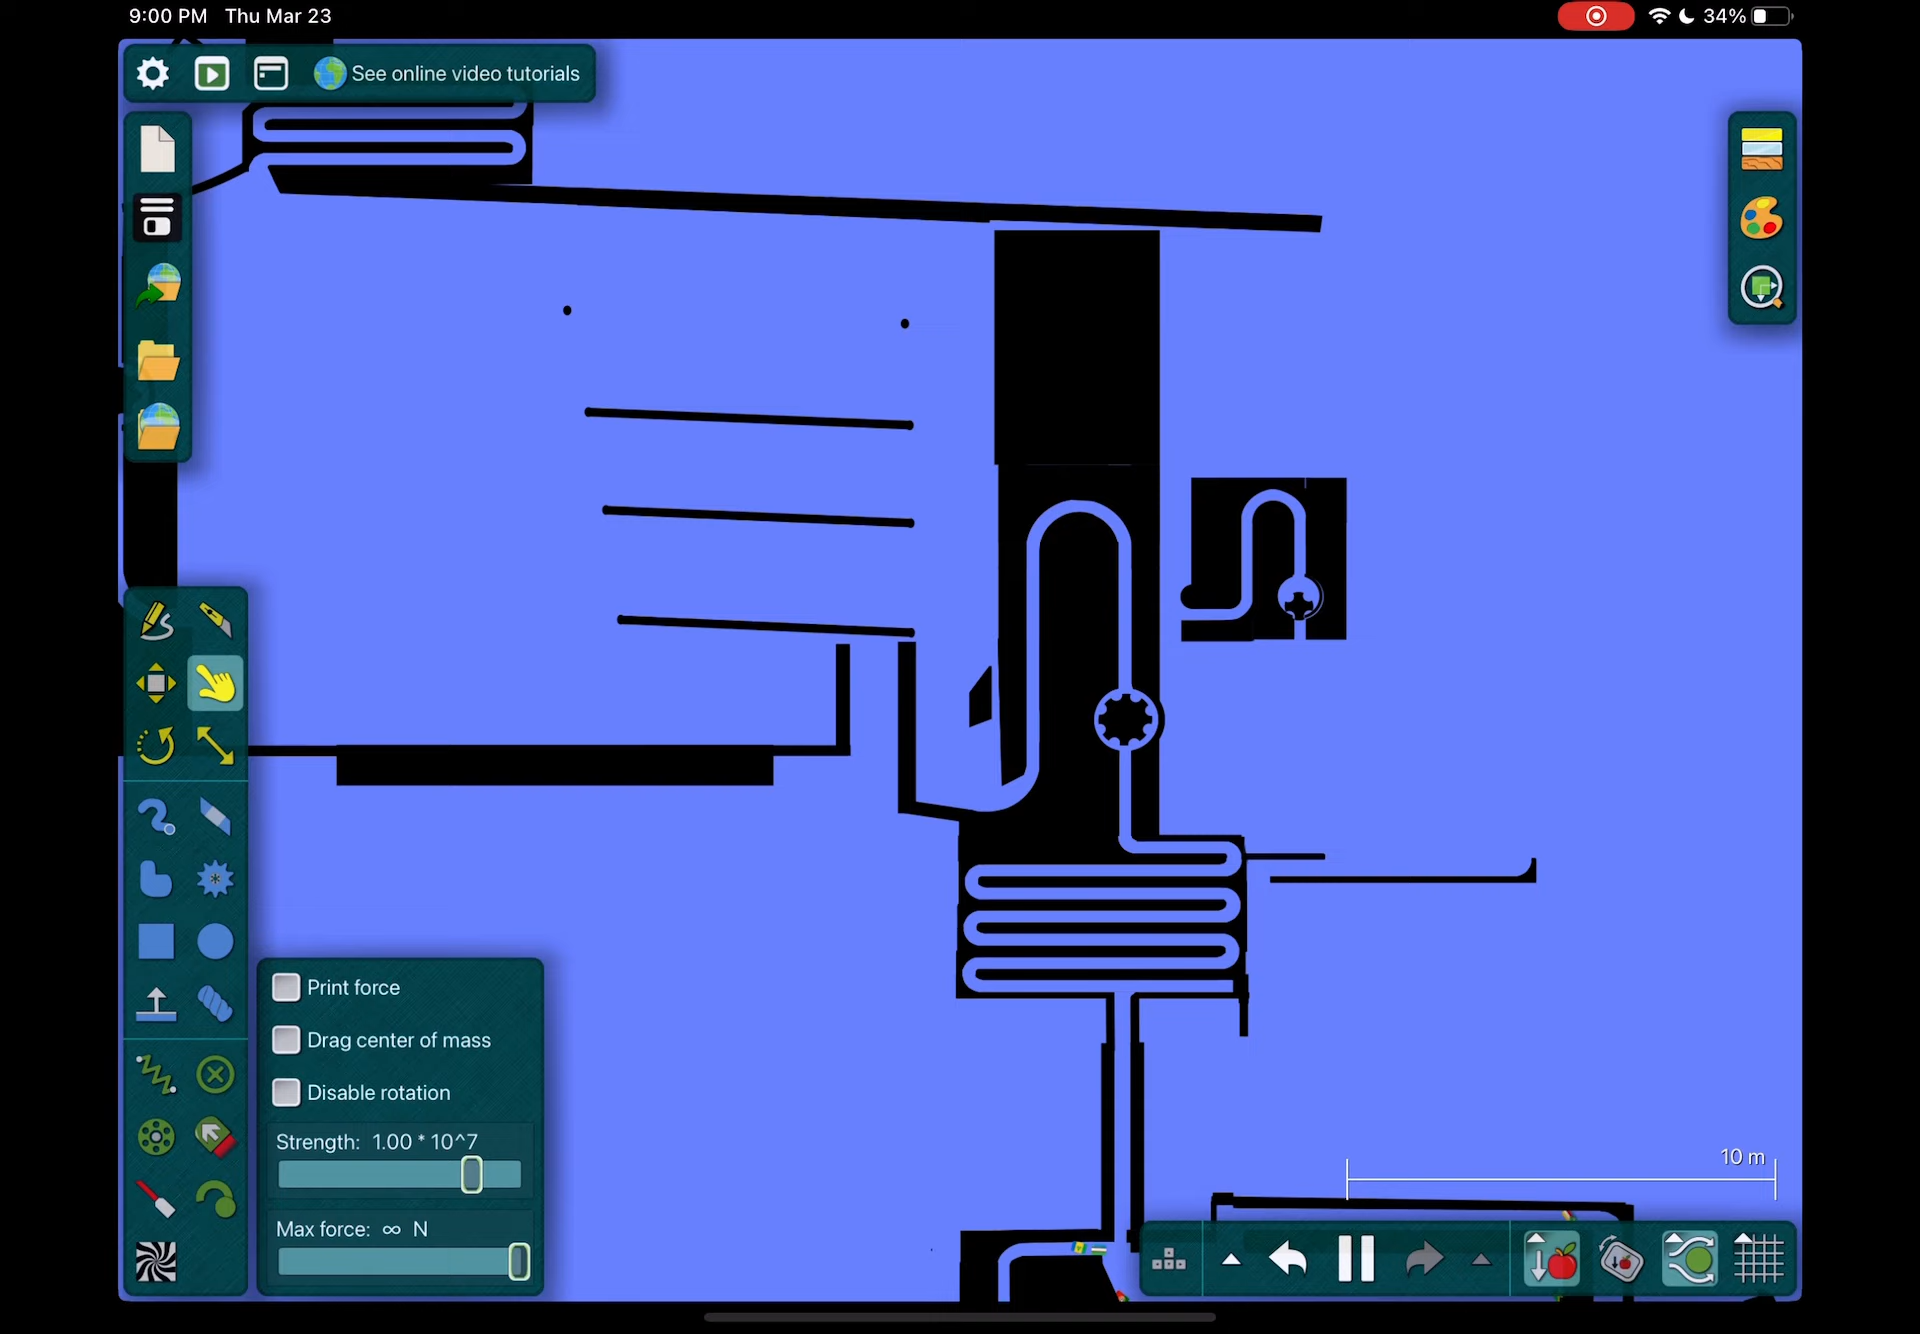 9:00 PM Thu Mar 23
34%
See online video tutorials
Print force
Drag center of mass
Disable rotation
Strength: 1.00 * 10^7
Max force: ∞ N
10 m